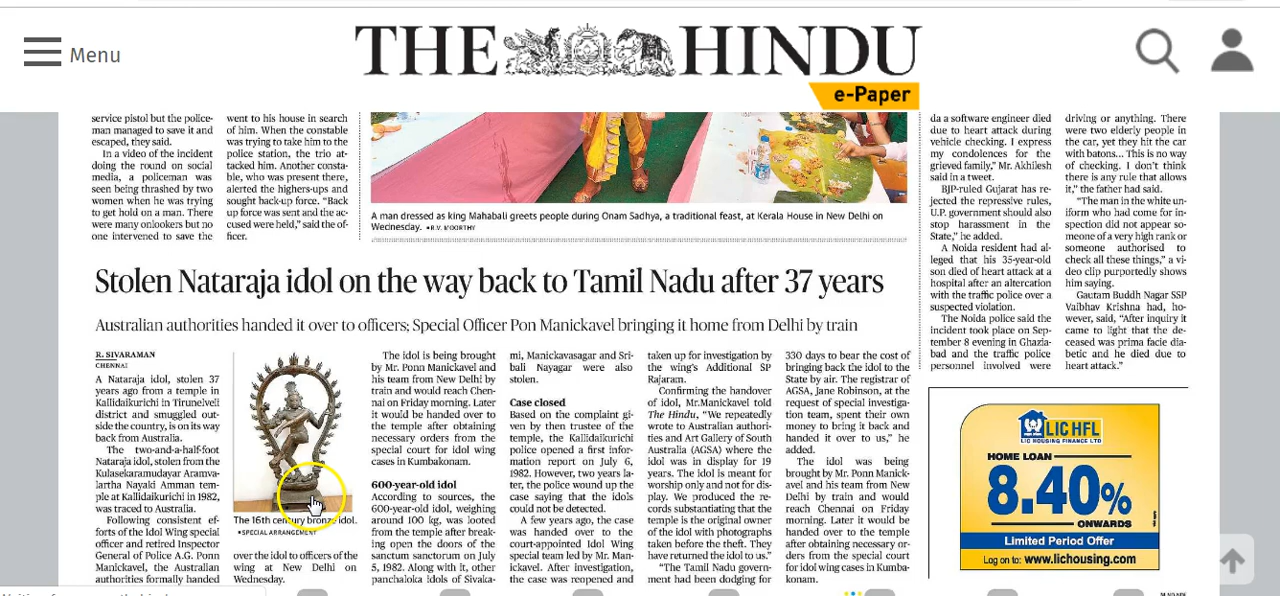 Menu
THE HINDU
e-Paper
service pistol but the police-
man managed to save it and
escaped, they said.
In a video of the incident
doing the round on social
media, a policeman was
seen being thrashed by two
women when he was trying
to get hold on a man. There
were many onlookers but no
one intervened to save the
went to his house in search
of him. When the constable
was trying to take him to the
police station, the trio at-
tacked him. Another consta-
ble, who was present there,
alerted the highers-ups and
sought back-up force. “Back
up force was sent and the ac-
cused were held,” said the of-
ficer.
A man dressed as king Mahabali greets people during Onam Sadhya, a traditional feast, at Kerala House in New Delhi on
Wednesday. •R.V. MOORTHY
da a software engineer died
due to heart attack during
vehicle checking. I express
my condolences for the
grieved family,” Mr. Akhilesh
said in a tweet.
BJP-ruled Gujarat has re-
jected the repressive rules,
U.P. government should also
stop harassment in the
State,” he added.
A Noida resident had al-
leged that his 35-year-old
son died of heart attack at a
hospital after an altercation
with the traffic police over a
suspected violation.
The Noida police said the
incident took place on Sep-
tember 8 evening in Ghazia-
bad and the traffic police
personnel involved were
driving or anything. There
were two elderly people in
the car, yet they hit the car
with batons... This is no way
of checking. I don’t think
there is any rule that allows
it,” the father had said.
“The man in the white un-
iform who had come for in-
spection did not appear so-
meone of a very high rank or
someone authorised to
check all these things,” a vi-
deo clip purportedly shows
him saying.
Gautam Buddh Nagar SSP
Vaibhav Krishna had, ho-
wever, said, “After inquiry it
came to light that the de-
ceased was prima facie dia-
betic and he died due to
heart attack.”
Stolen Nataraja idol on the way back to Tamil Nadu after 37 years
Australian authorities handed it over to officers; Special Officer Pon Manickavel bringing it home from Delhi by train
R. SIVARAMAN
CHENNAI
A Nataraja idol, stolen 37
years ago from a temple in
Kallidaikurichi in Tirunelveli
district and smuggled out-
side the country, is on its way
back from Australia.
The two-and-a-half-foot
Nataraja idol, stolen from the
Kulasekaramudayar Aramva-
lartha Nayaki Amman tem-
ple at Kallidaikurichi in 1982,
was traced to Australia.
Following consistent ef-
forts of the Idol Wing special
officer and retired Inspector
General of Police A.G. Ponn
Manickavel, the Australian
authorities formally handed
The 16th century bronze idol.
•SPECIAL ARRANGEMENT
over the idol to officers of the
wing at New Delhi on
Wednesday.
The idol is being brought
by Mr. Ponn Manickavel and
his team from New Delhi by
train and would reach Chen-
nai on Friday morning. Later
it would be handed over to
the temple after obtaining
necessary orders from the
special court for idol wing
cases in Kumbakonam.
600-year-old idol
According to sources, the
600-year-old idol, weighing
around 100 kg, was looted
from the temple after break-
ing open the doors of the
sanctum sanctorum on July
5, 1982. Along with it, other
panchaloka idols of Sivaka-
mi, Manickavasagar and Sri-
bali Nayagar were also
stolen.
Case closed
Based on the complaint gi-
ven by then trustee of the
temple, the Kallidaikurichi
police opened a first infor-
mation report on July 6,
1982. However, two years la-
ter, the police wound up the
case saying that the idols
could not be detected.
A few years ago, the case
was handed over to the
court-appointed Idol Wing
special team led by Mr. Man-
ickavel. After investigation,
the case was reopened and
taken up for investigation by
the wing’s Additional SP
Rajaram.
Confirming the handover
of idol, Mr.Manickavel told
The Hindu, “We repeatedly
wrote to Australian authori-
ties and Art Gallery of South
Australia (AGSA) where the
idol was in display for 19
years. The idol is meant for
worship only and not for dis-
play. We produced the re-
cords substantiating that the
temple is the original owner
of the idol with photographs
taken before the theft. They
have returned the idol to us.”
“The Tamil Nadu govern-
ment had been dodging for
330 days to bear the cost of
bringing back the idol to the
State by air. The registrar of
AGSA, Jane Robinson, at the
request of special investiga-
tion team, spent their own
money to bring it back and
handed it over to us,” he
added.
The idol was being
brought by Mr. Ponn Manick-
avel and his team from New
Delhi by train and would
reach Chennai on Friday
morning. Later it would be
handed over to the temple
after obtaining necessary or-
ders from the special court
for idol wing cases in Kumba-
konam.
LIC HFL
LIC HOUSING FINANCE LTD
HOME LOAN
8.40%
ONWARDS
Limited Period Offer
Log on to: www.lichousing.com